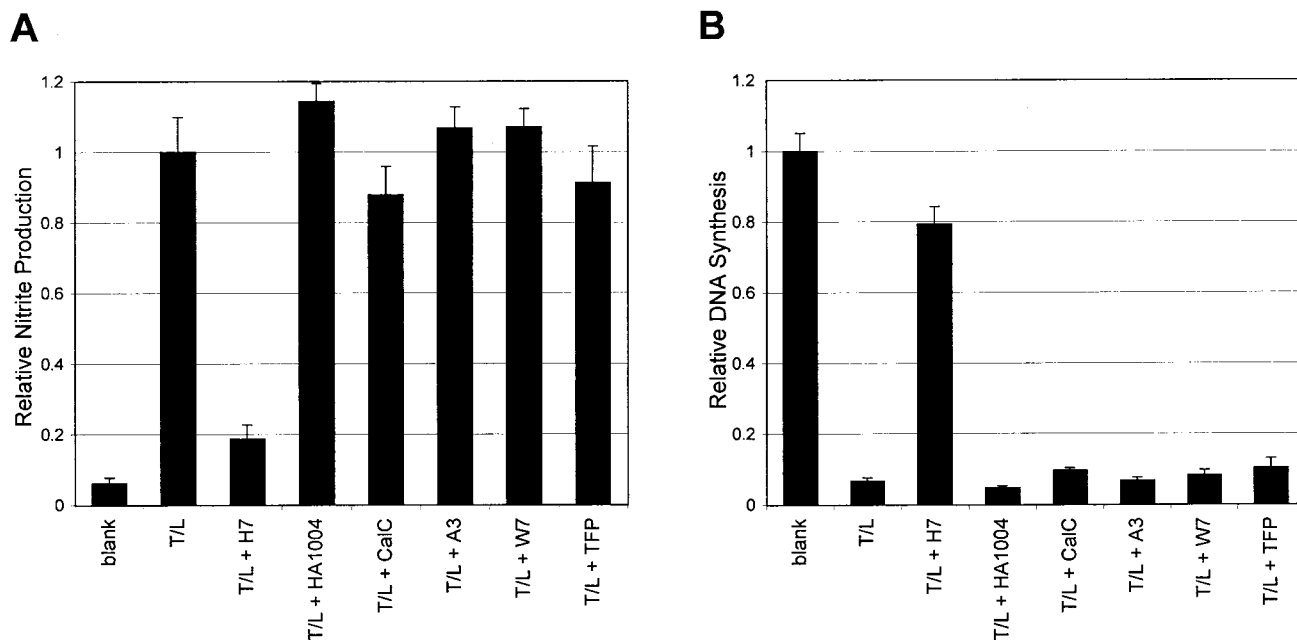 A
Relative Nitrite Production
1.2
1
0.8
0.6
0.4
0.2
0
blank
T/L
T/L + H7
T/L + HA1004
T/L + CalC
T/L + A3
T/L + W7
T/L + TFP
B
Relative DNA Synthesis
1.2
1
0.8
0.6
0.4
0.2
0
blank
T/L
T/L + H7
T/L + HA1004
T/L + CalC
T/L + A3
T/L + W7
T/L + TFP